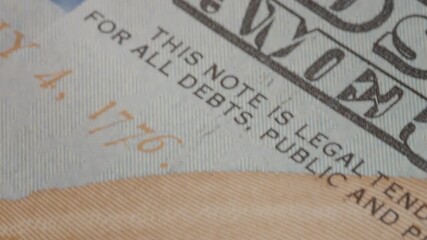 THIS NOTE IS LEGAL TEND
FOR ALL DEBTS, PUBLIC AND P
Y 4, 1776.